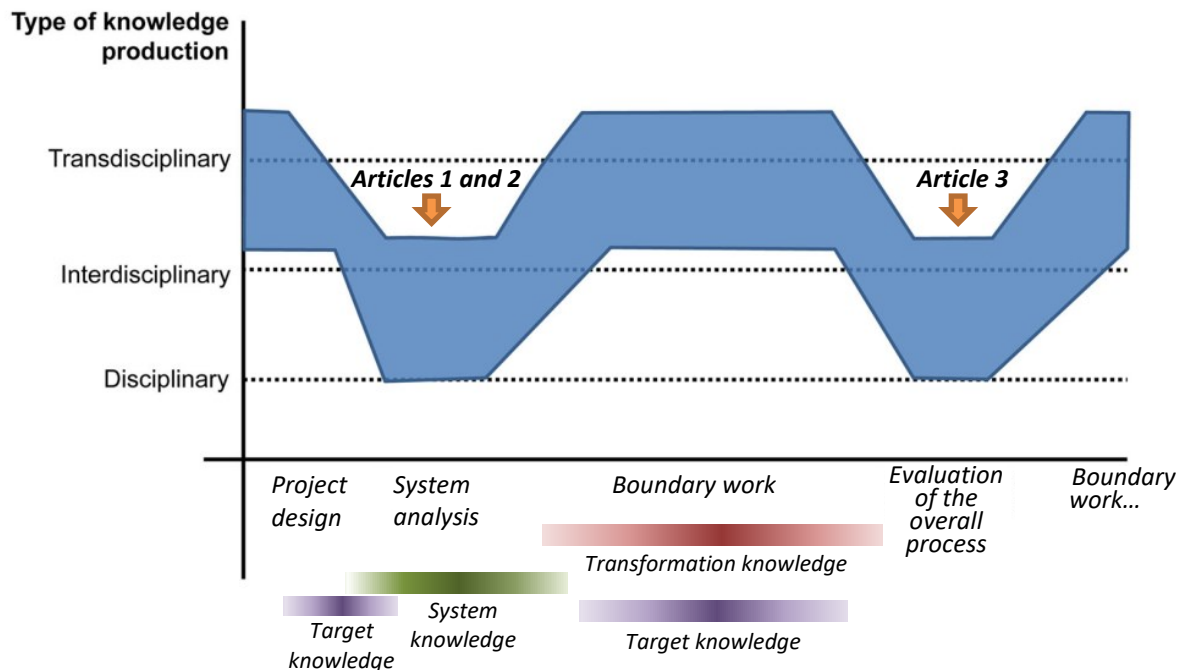 Type of knowledge
production
Transdisciplinary
Articles 1 and 2
Article 3
Interdisciplinary
Disciplinary
Project
design
System
analysis
Boundary work
Evaluation
of the
overall
process
Boundary
work...
Transformation knowledge
System
knowledge
Target
knowledge
Target knowledge